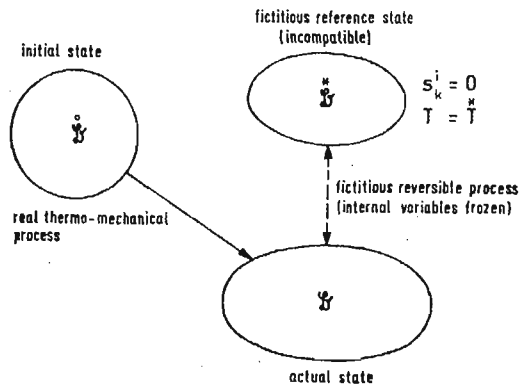 initial state
𝔅̊
real thermo-mechanical
process
fictitious reference state
(incompatible)
𝔅*
sⁱₖ = 0
T = T*
fictitious reversible process
(internal variables frozen)
𝔅
actual state